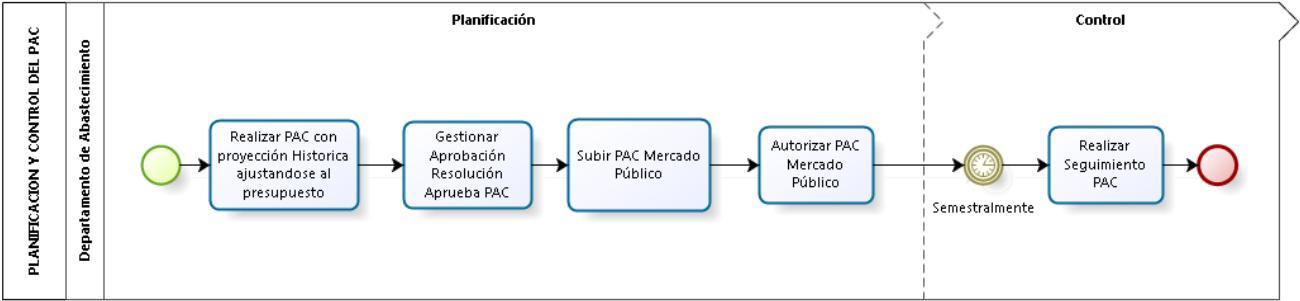 PLANIFICACION Y CONTROL DEL PAC
Departamento de Abastecimiento
Planificación
Control
Realizar PAC con
proyección Historica
ajustandose al
presupuesto
Gestionar
Aprobación
Resolución
Aprueba PAC
Subir PAC Mercado
Público
Autorizar PAC
Mercado
Público
Semestralmente
Realizar
Seguimiento
PAC